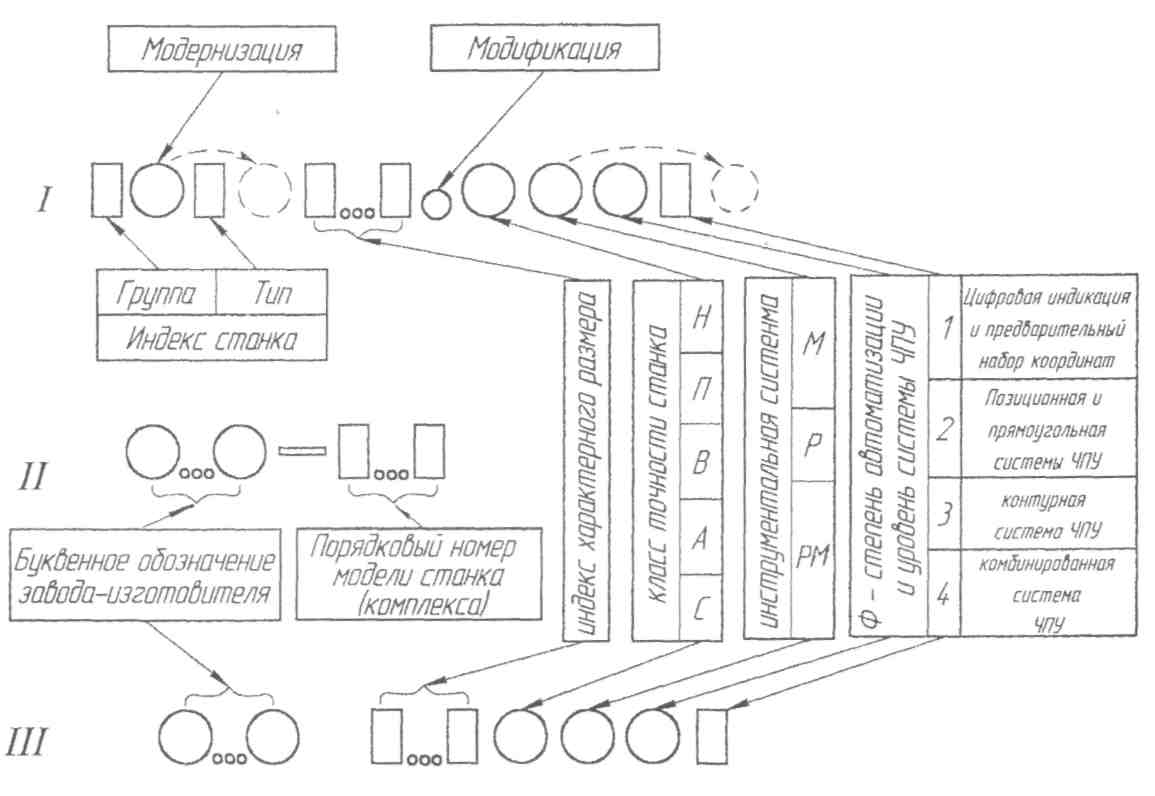 Модернизация
Модификация
I
Группа
Тип
Индекс станка
II
Буквенное обозначение
завода-изготовителя
Порядковый номер
модели станка
(комплекса)
индекс характерного размера
класс точности станка
Н
П
В
А
С
инструментальная системма
М
Р
РМ
Ф - степень автоматизации
и уровень системы ЧПУ
1
Цифровая индикация
и предварительный
набор координат
2
Позиционная и
прямоугольная
системы ЧПУ
3
контурная
система ЧПУ
4
комбинированная
система
ЧПУ
III